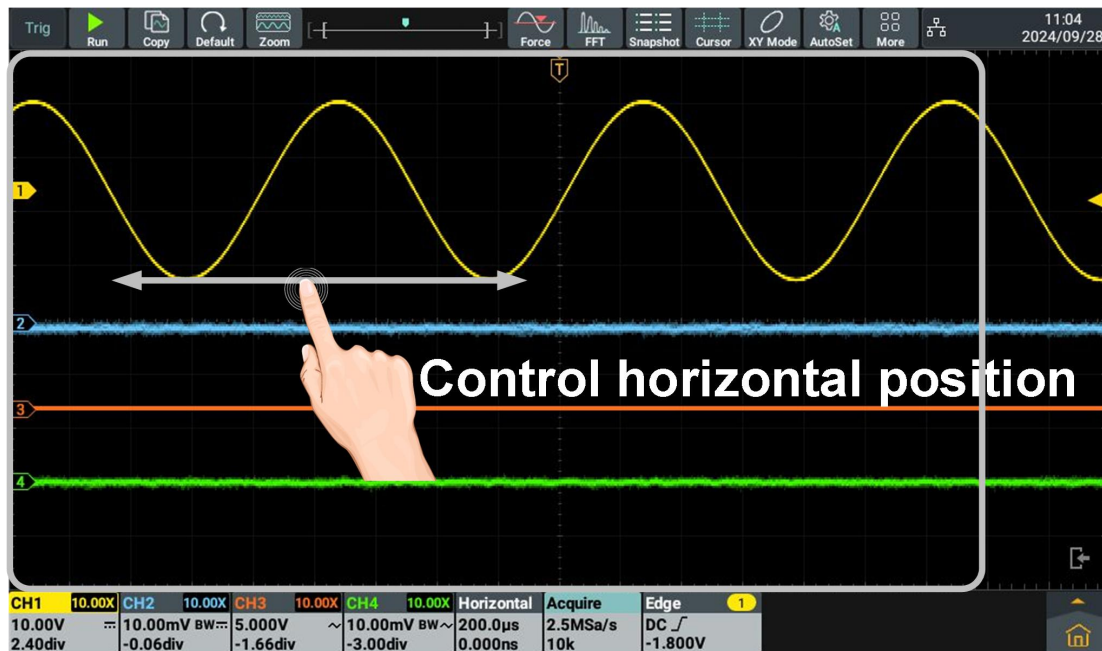 Trig
Run
Copy
Default
Zoom
Force
FFT
Snapshot
Cursor
XY Mode
AutoSet
More
11:04
2024/09/28
T
1
2
Control horizontal position
3
4
CH1 10.00X CH2 10.00X CH3 10.00X CH4 10.00X Horizontal Acquire Edge 1
10.00V 10.00mV BW 5.000V 10.00mV BW 200.0μs 2.5MSa/s DC
2.40div -0.06div -1.66div -3.00div 0.000ns 10k -1.800V